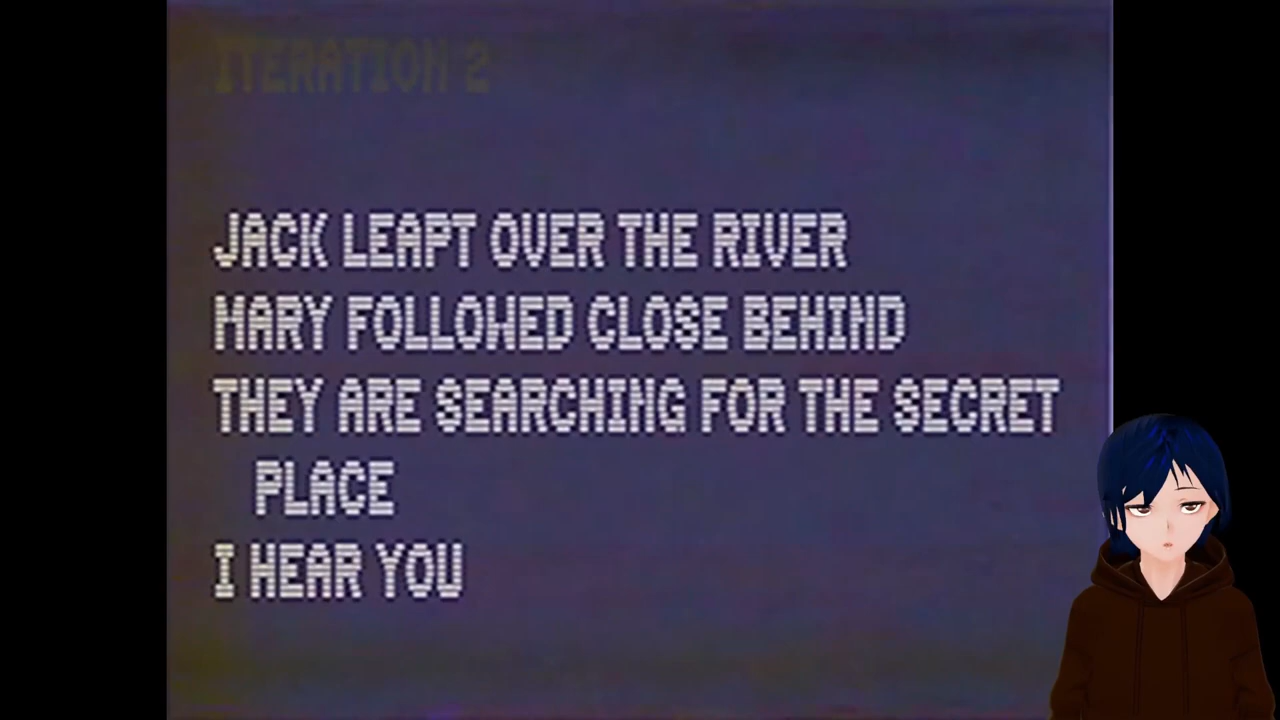 ITERATION 2
JACK LEAPT OVER THE RIVER
MARY FOLLOWED CLOSE BEHIND
THEY ARE SEARCHING FOR THE SECRET
PLACE
I HEAR YOU